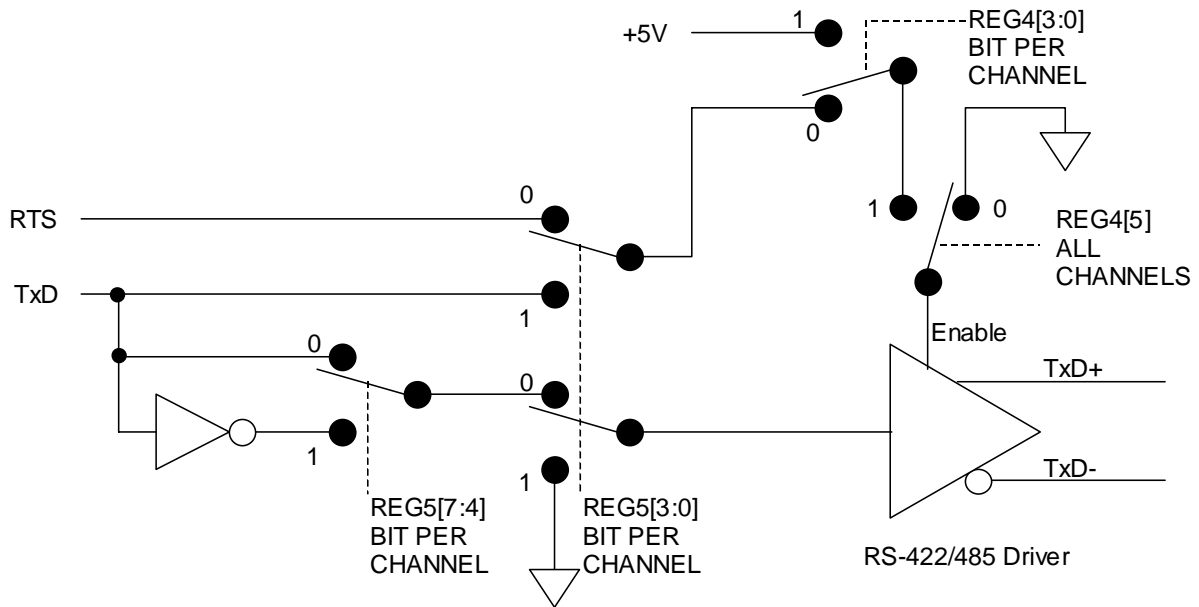 1
+5V
REG4[3:0]
BIT PER
CHANNEL
0
0
RTS
1
0
REG4[5]
ALL
CHANNELS
TxD
1
Enable
0
0
TxD+
1
1
TxD-
REG5[7:4]
BIT PER
CHANNEL
REG5[3:0]
BIT PER
CHANNEL
RS-422/485 Driver